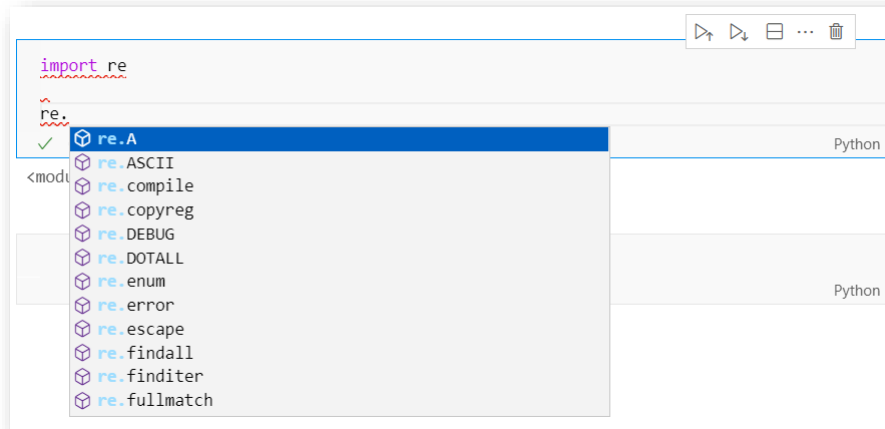 import re
re.
re.A
Python
<modu
re.ASCII
re.compile
re.copyreg
re.DEBUG
re.DOTALL
re.enum
Python
re.error
re.escape
re.findall
re.finditer
re.fullmatch